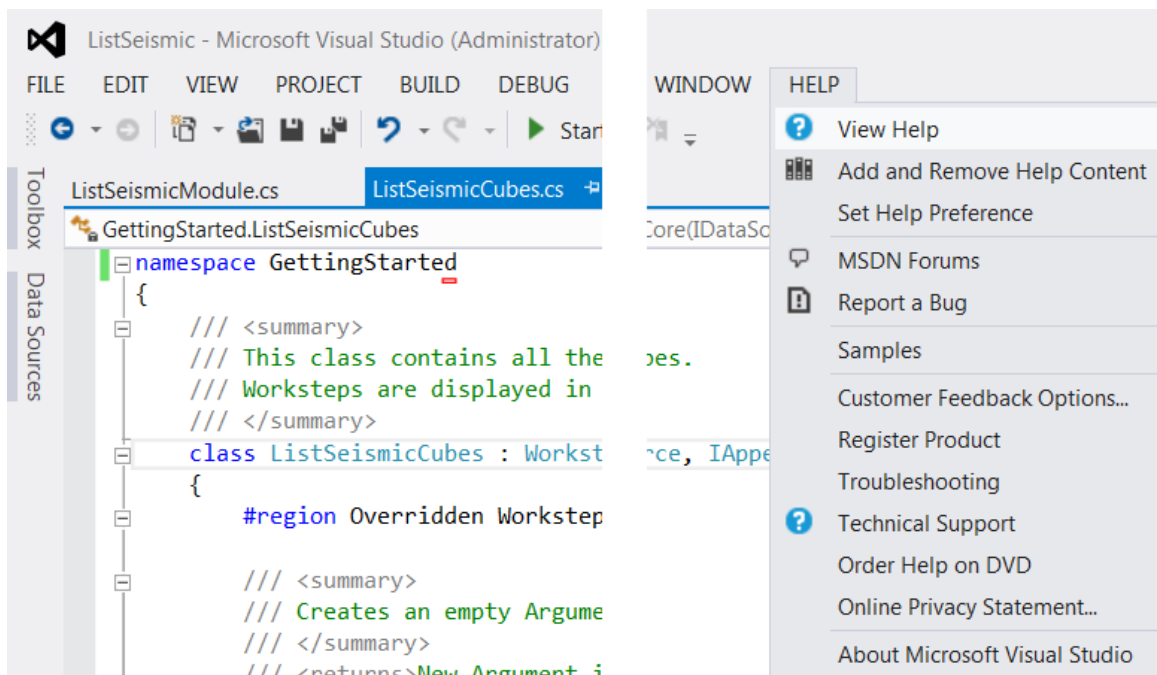 ListSeismic - Microsoft Visual Studio (Administrator)
FILE EDIT VIEW PROJECT BUILD DEBUG WINDOW HELP
Start
View Help
Add and Remove Help Content
Set Help Preference
MSDN Forums
Report a Bug
Samples
Customer Feedback Options...
Register Product
Troubleshooting
Technical Support
Order Help on DVD
Online Privacy Statement...
About Microsoft Visual Studio
Toolbox
Data Sources
ListSeismicModule.cs ListSeismicCubes.cs
GettingStarted.ListSeismicCubes Core(IDataSo
namespace GettingStarted
{
/// <summary>
/// This class contains all the pes.
/// Worksteps are displayed in
/// </summary>
class ListSeismicCubes : Workst rce, IAppe
{
#region Overridden Workstep
/// <summary>
/// Creates an empty Argume
/// </summary>
/// <returns>New Argument i